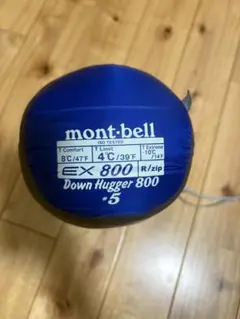 mont-bell
ISO TESTED
T Comfort T Limit T Extreme
8℃/47°F 4℃/39°F -10℃/14°F
EX 800 R/zip
Down Hugger 800
#5